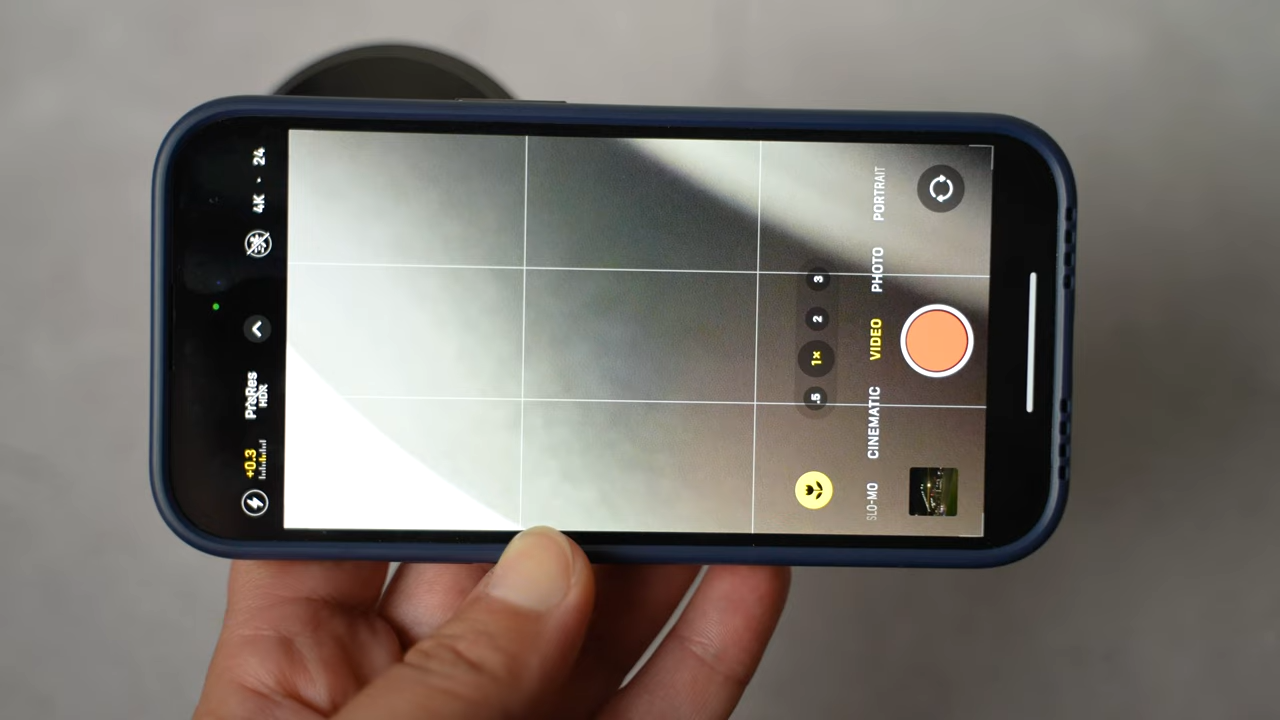 +0.3
ProRes
HDR
4K · 24
.5
1×
2
3
SLO-MO
CINEMATIC
VIDEO
PHOTO
PORTRAIT